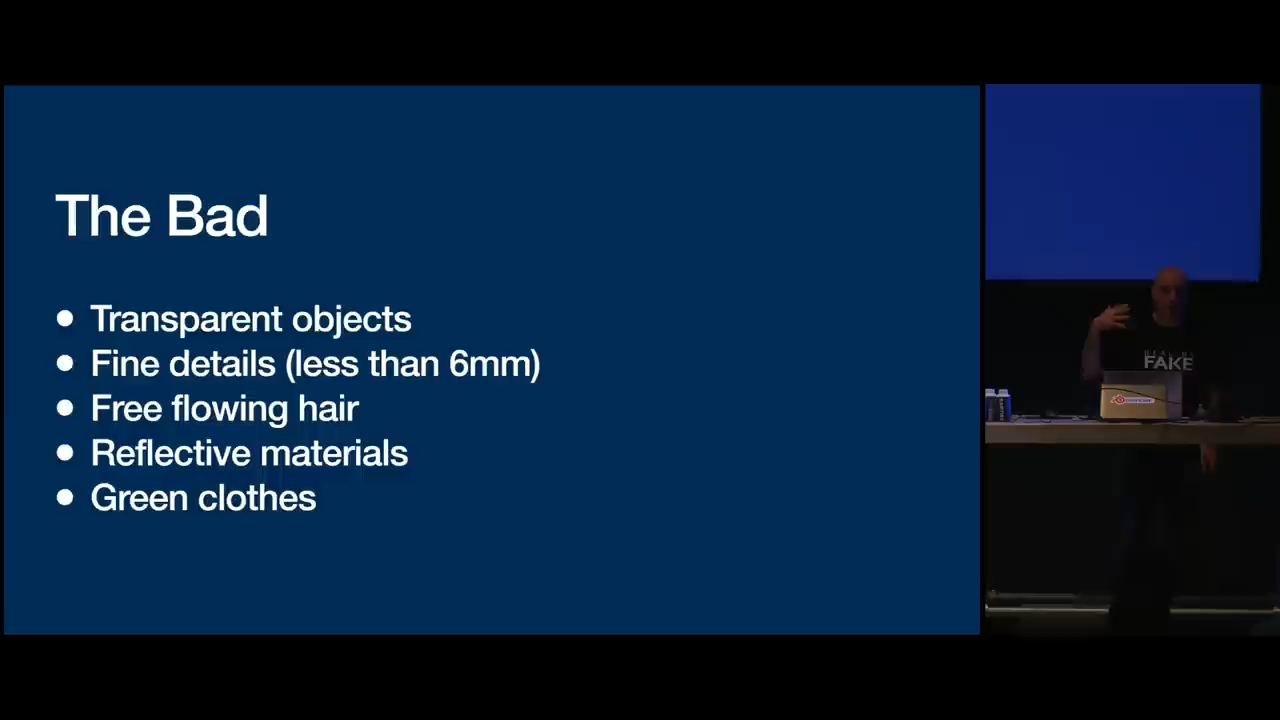 The Bad
Transparent objects
Fine details (less than 6mm)
Free flowing hair
Reflective materials
Green clothes
FAKE